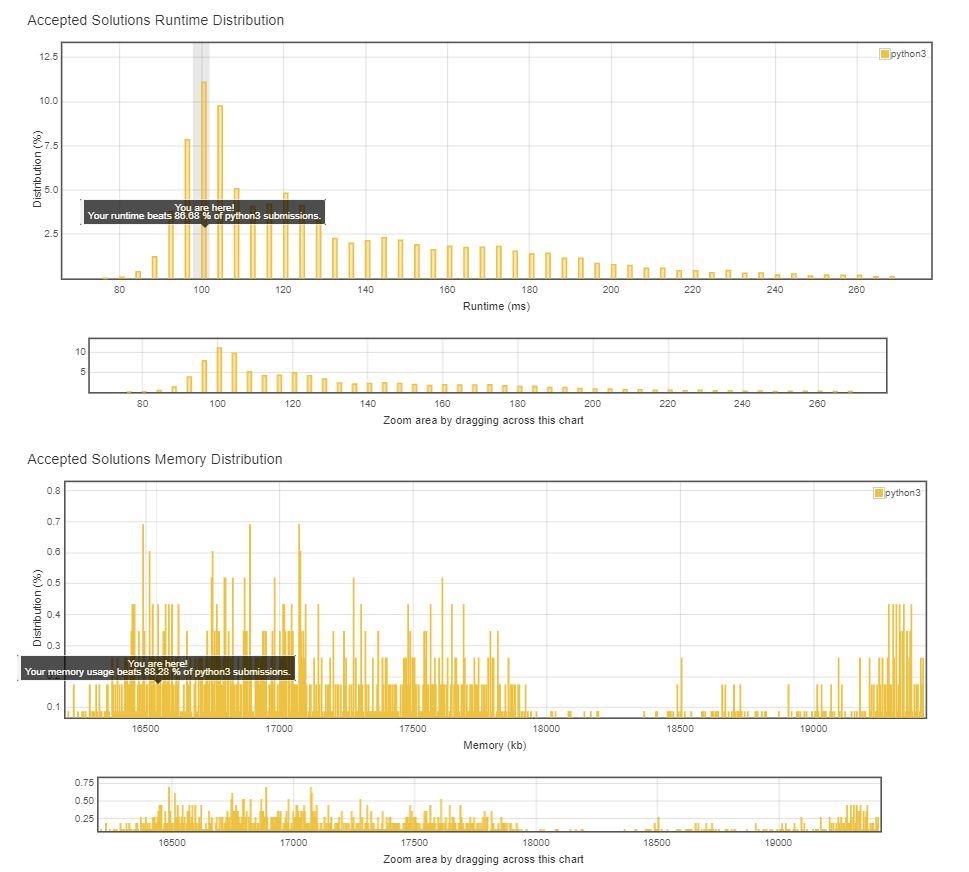 Accepted Solutions Runtime Distribution
12.5
python3
10.0
7.5
Distribution (%)
5.0
You are here!
Your runtime beats 86.68 % of python3 submissions.
2.5
80 100 120 140 160 180 200 220 240 260
Runtime (ms)
10
5
80 100 120 140 160 180 200 220 240 260
Zoom area by dragging across this chart
Accepted Solutions Memory Distribution
0.8
python3
0.7
0.6
Distribution (%)
0.5
0.4
0.3
You are here!
Your memory usage beats 88.28 % of python3 submissions.
0.1
16500 17000 17500 18000 18500 19000
Memory (kb)
0.75
0.50
0.25
16500 17000 17500 18000 18500 19000
Zoom area by dragging across this chart